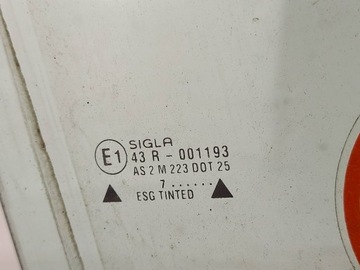 SIGLA
E1 43 R - 001193
AS 2 M 223 DOT 25
7......
ESG TINTED